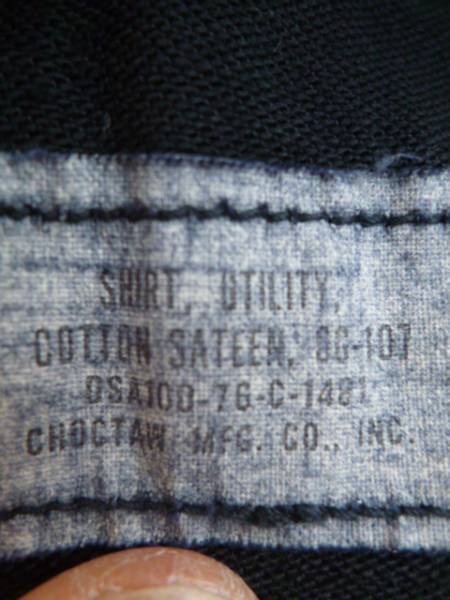 SHIRT, UTILITY,
COTTON SATEEN, OG-107
DSA100-76-C-1481
CHOCTAW MFG. CO., INC.